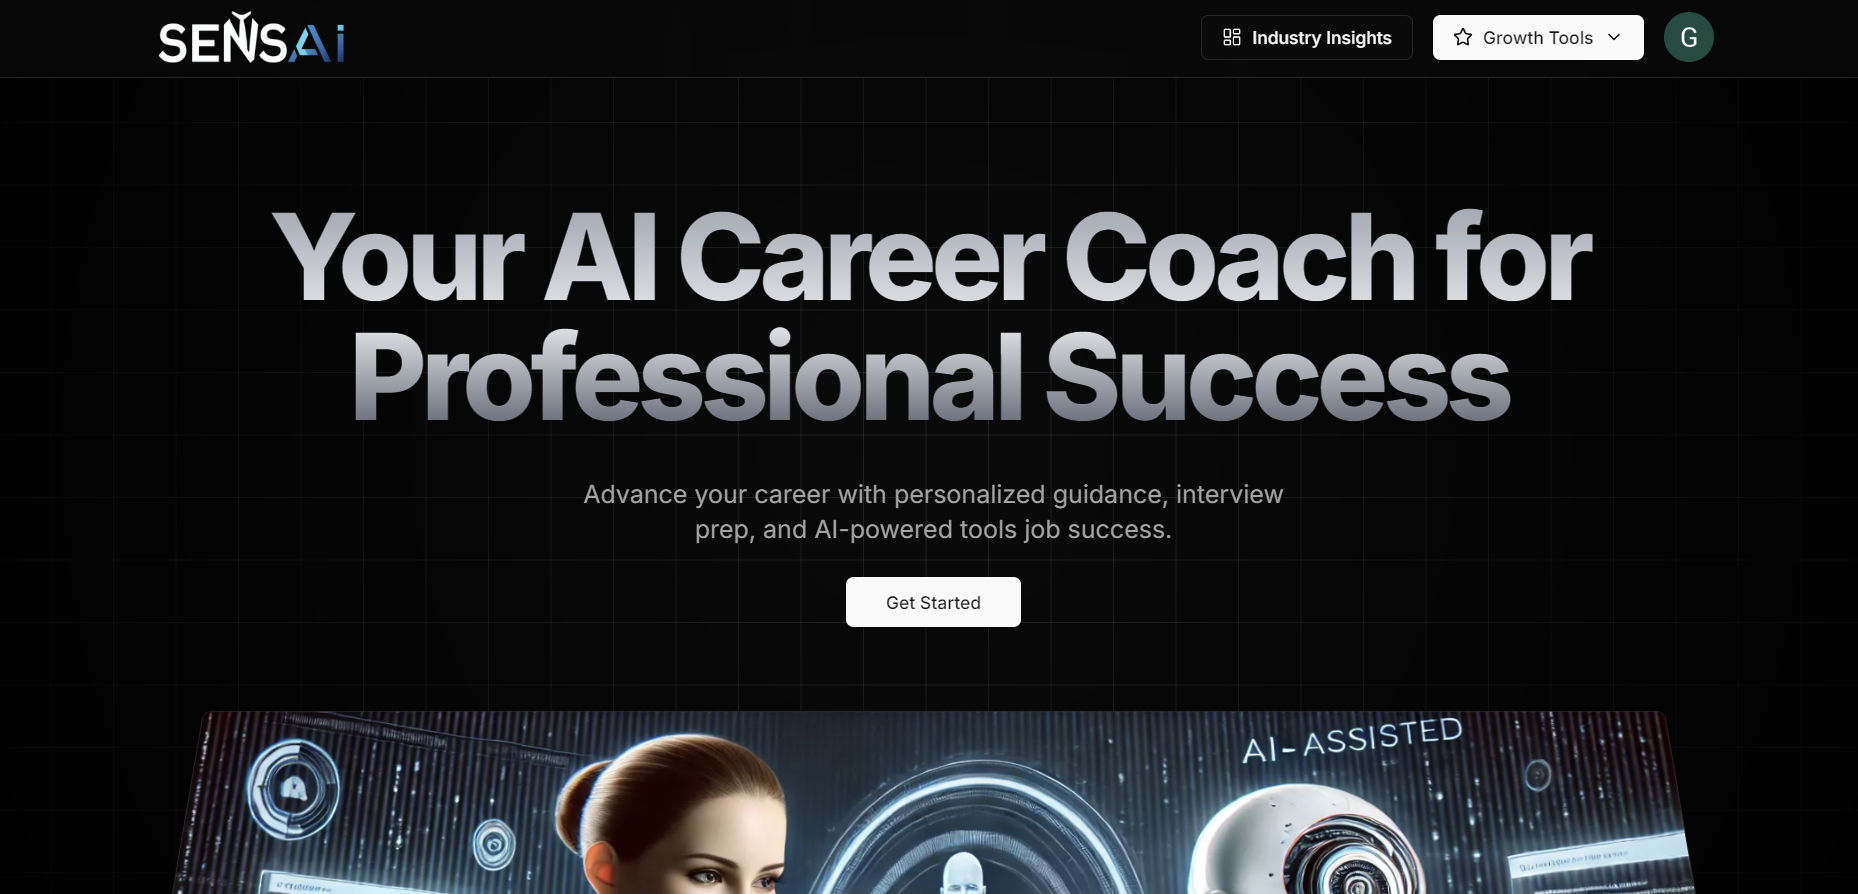 SENSAi
Industry Insights
Growth Tools
G
Your AI Career Coach for
Professional Success
Advance your career with personalized guidance, interview
prep, and AI-powered tools job success.
Get Started
AI-ASSISTED